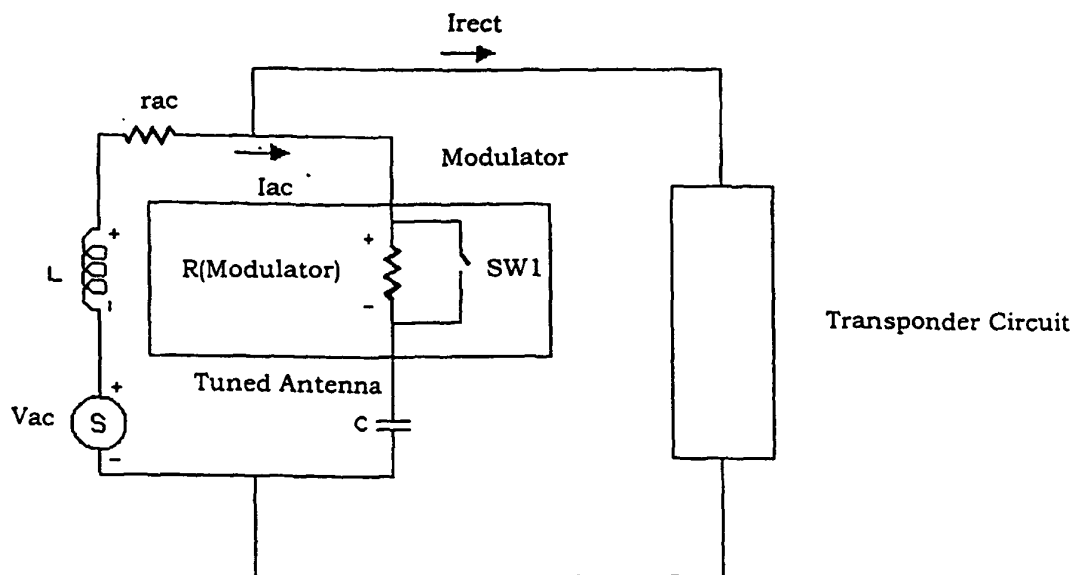 Irect
rac
Iac
Modulator
L
+
-
R(Modulator)
+
-
SW1
Transponder Circuit
Tuned Antenna
C
Vac
+
S
-